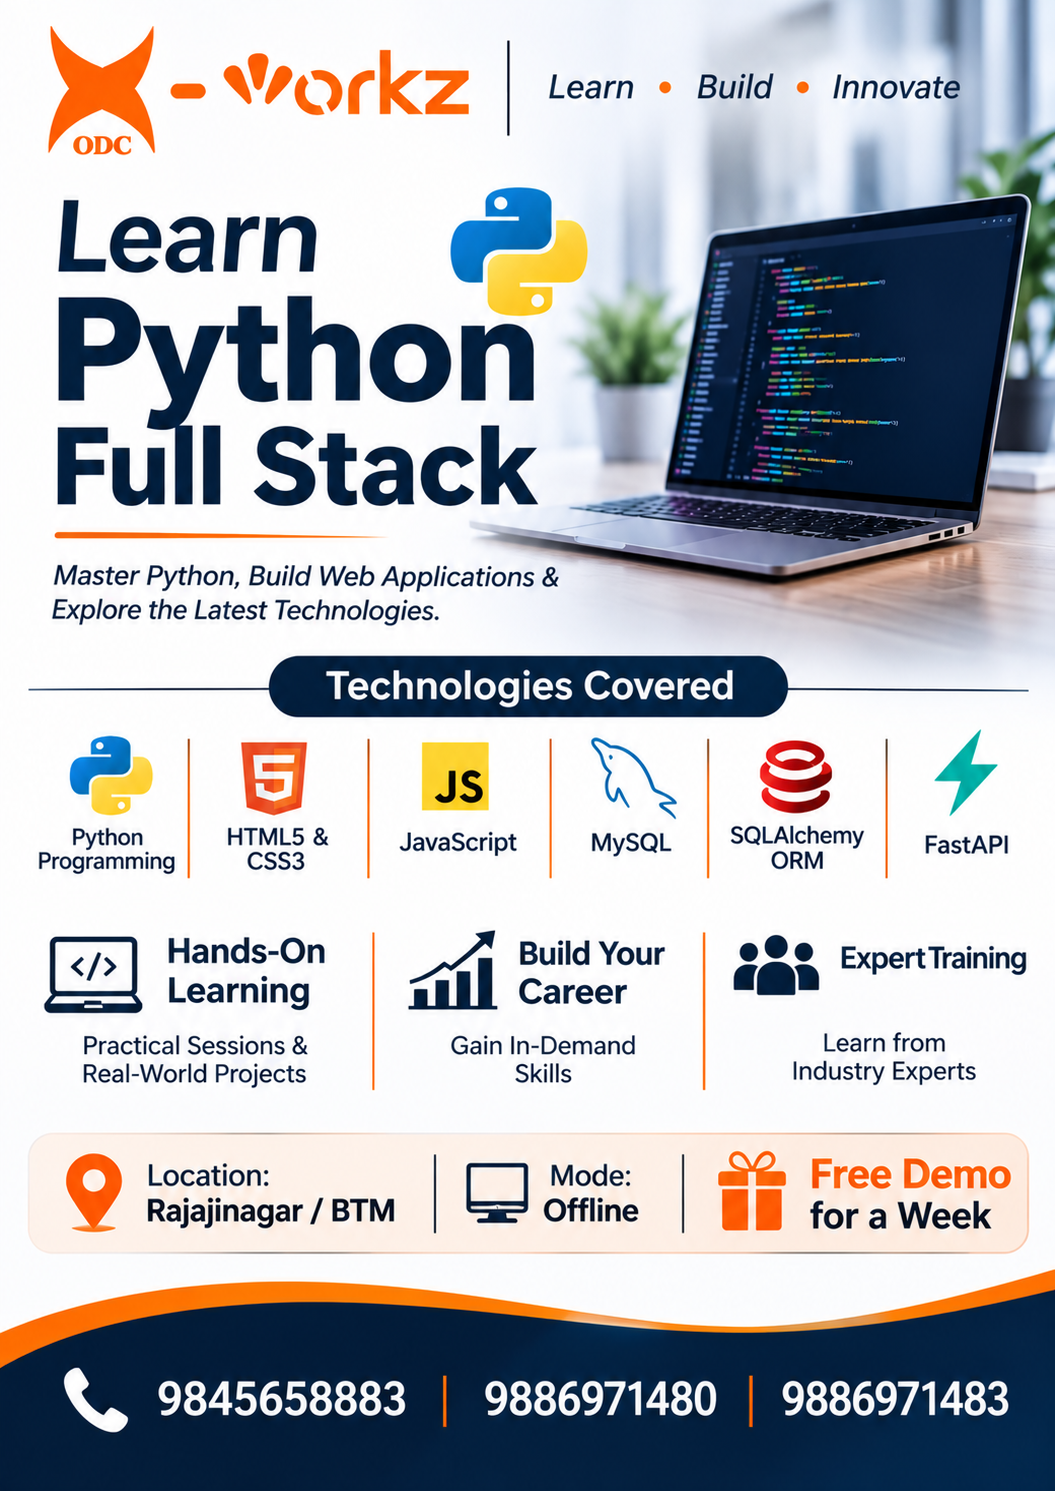 ODC
X - Workz
Learn • Build • Innovate
Learn
Python
Full Stack
Master Python, Build Web Applications &
Explore the Latest Technologies.
Technologies Covered
Python
Programming
HTML5 &
CSS3
JS
JavaScript
MySQL
SQLAlchemy
ORM
FastAPI
Hands-On
Learning
Practical Sessions &
Real-World Projects
Build Your
Career
Gain In-Demand
Skills
Expert Training
Learn from
Industry Experts
Location:
Rajajinagar / BTM
Mode:
Offline
Free Demo
for a Week
9845658883 | 9886971480 | 9886971483